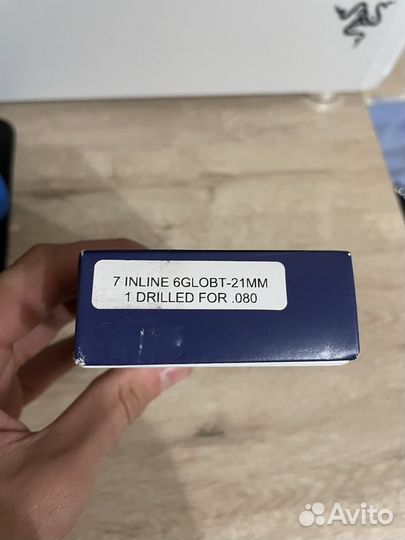 7 INLINE 6GLOBT-21MM
1 DRILLED FOR .080
Avito